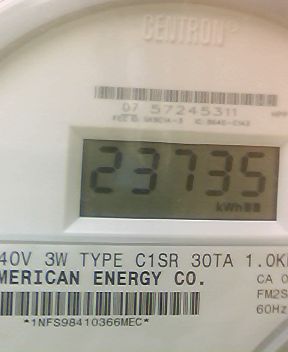 CENTRON®
07 57245311
23735
kWh
40V 3W TYPE C1SR 30TA 1.0K
MERICAN ENERGY CO.
CA 0
FM2S
60Hz
*1NFS98410366MEC*